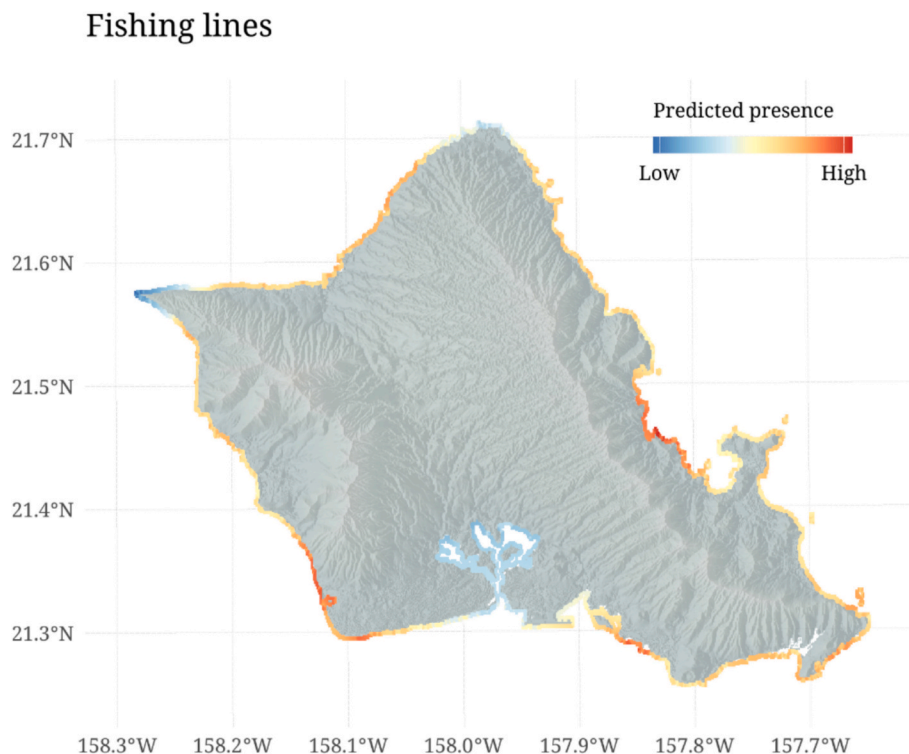 Fishing lines
Predicted presence
Low High
21.7°N
21.6°N
21.5°N
21.4°N
21.3°N
158.3°W 158.2°W 158.1°W 158.0°W 157.9°W 157.8°W 157.7°W